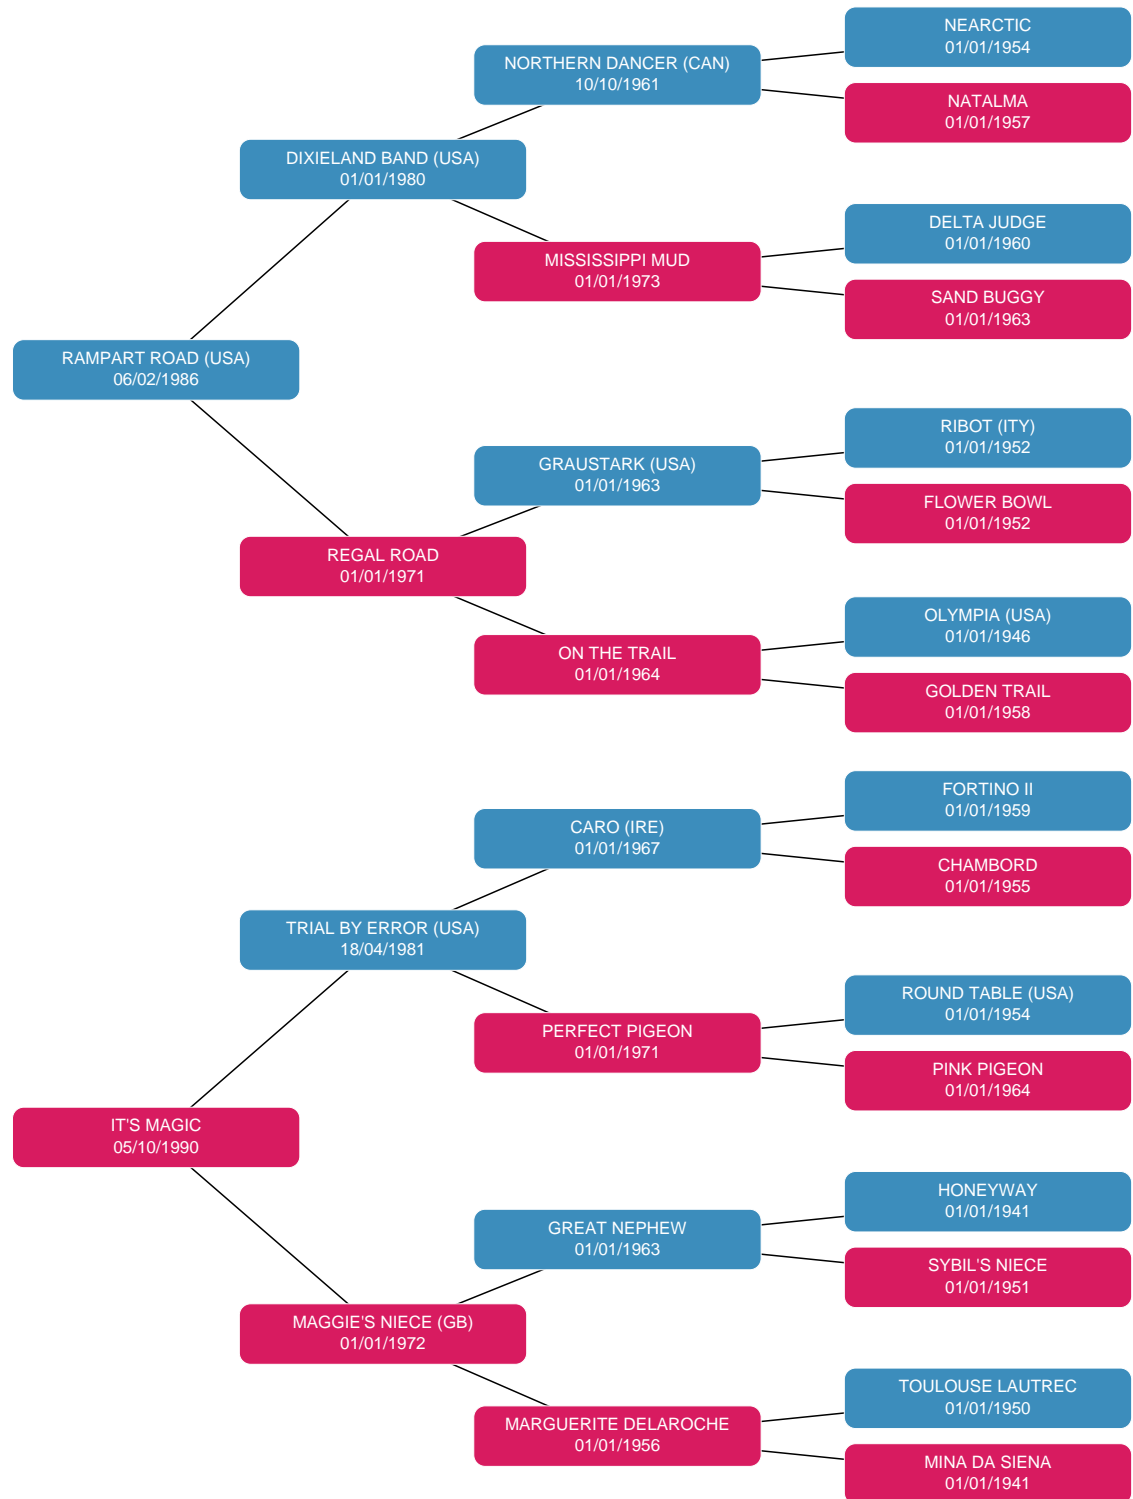 NEARCTIC
01/01/1954
NORTHERN DANCER (CAN)
10/10/1961
NATALMA
01/01/1957
DIXIELAND BAND (USA)
01/01/1980
DELTA JUDGE
01/01/1960
MISSISSIPPI MUD
01/01/1973
SAND BUGGY
01/01/1963
RAMPART ROAD (USA)
06/02/1986
RIBOT (ITY)
01/01/1952
GRAUSTARK (USA)
01/01/1963
FLOWER BOWL
01/01/1952
REGAL ROAD
01/01/1971
OLYMPIA (USA)
01/01/1946
ON THE TRAIL
01/01/1964
GOLDEN TRAIL
01/01/1958
FORTINO II
01/01/1959
CARO (IRE)
01/01/1967
CHAMBORD
01/01/1955
TRIAL BY ERROR (USA)
18/04/1981
ROUND TABLE (USA)
01/01/1954
PERFECT PIGEON
01/01/1971
PINK PIGEON
01/01/1964
IT'S MAGIC
05/10/1990
HONEYWAY
01/01/1941
GREAT NEPHEW
01/01/1963
SYBIL'S NIECE
01/01/1951
MAGGIE'S NIECE (GB)
01/01/1972
TOULOUSE LAUTREC
01/01/1950
MARGUERITE DELAROCHE
01/01/1956
MINA DA SIENA
01/01/1941